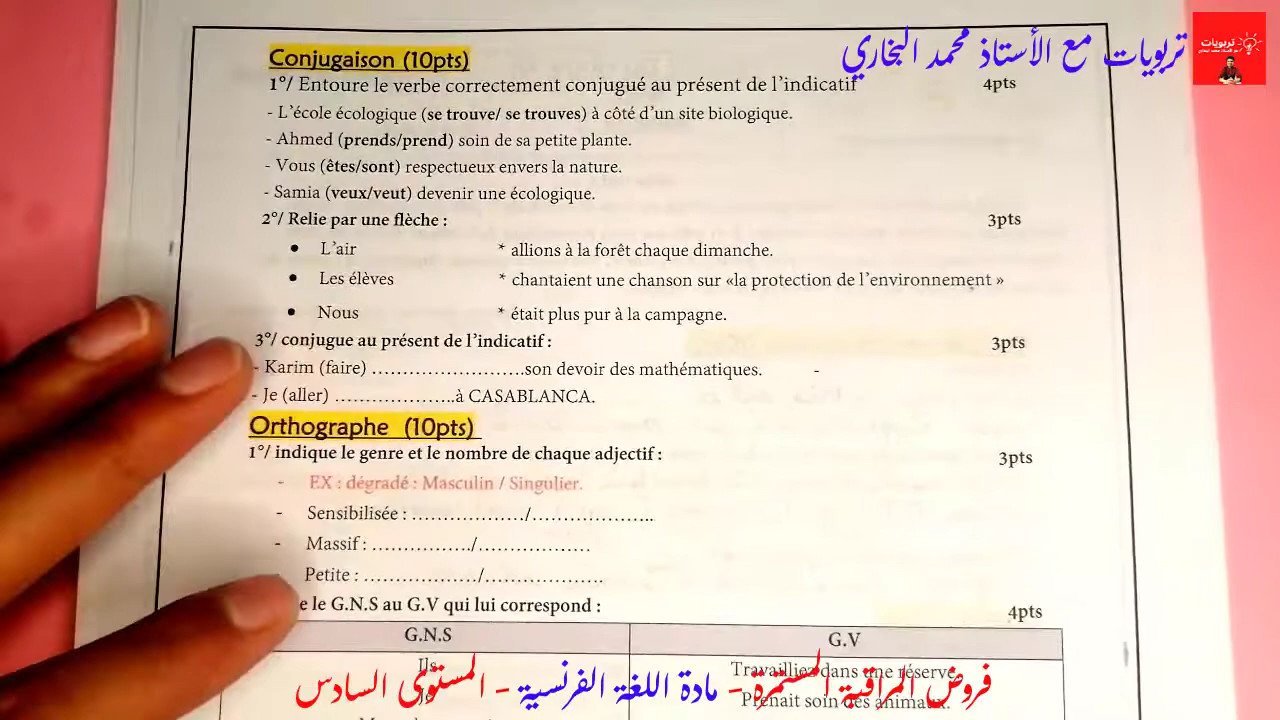 تربويات مع الأستاذ محمد البخاري
تربويات
Conjugaison (10pts)
1°/ Entoure le verbe correctement conjugué au présent de l'indicatif 4pts
- L'école écologique (se trouve/ se trouves) à côté d'un site biologique.
- Ahmed (prends/prend) soin de sa petite plante.
- Vous (êtes/sont) respectueux envers la nature.
- Samia (veux/veut) devenir une écologique.
2°/ Relie par une flèche : 3pts
• L'air * allions à la forêt chaque dimanche.
• Les élèves * chantaient une chanson sur «la protection de l'environnement »
• Nous * était plus pur à la campagne.
3°/ conjugue au présent de l'indicatif : 3pts
- Karim (faire) ……………………son devoir des mathématiques. -
- Je (aller) ………………..à CASABLANCA.
Orthographe (10pts)
1°/ indique le genre et le nombre de chaque adjectif : 3pts
- EX : dégradé : Masculin / Singulier.
- Sensibilisée : ………………/………………..
- Massif : ……………./………………
- Petite : ………………/………………
e le G.N.S au G.V qui lui correspond : 4pts
G.N.S G.V
Ils Travailliez dans une réserve
Je Prenait soin des animaux.
فروض المراقبة المستمرة - مادة اللغة الفرنسية - المستوى السادس